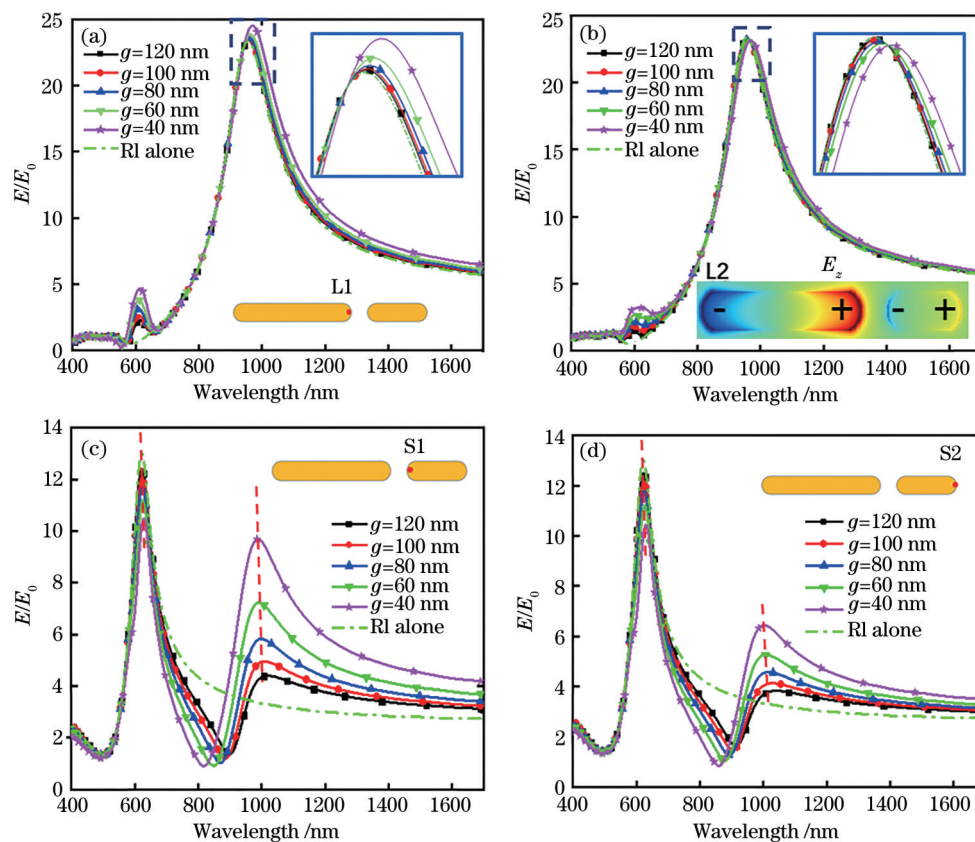 (a)
g=120 nm
g=100 nm
g=80 nm
g=60 nm
g=40 nm
Rl alone
L1
E/E0
25
20
15
10
5
0
400 600 800 1000 1200 1400 1600
Wavelength /nm
(b)
g=120 nm
g=100 nm
g=80 nm
g=60 nm
g=40 nm
Rl alone
L2
Ez
- + - +
E/E0
25
20
15
10
5
0
400 600 800 1000 1200 1400 1600
Wavelength /nm
(c)
S1
g=120 nm
g=100 nm
g=80 nm
g=60 nm
g=40 nm
Rl alone
E/E0
14
12
10
8
6
4
2
0
400 600 800 1000 1200 1400 1600
Wavelength /nm
(d)
S2
g=120 nm
g=100 nm
g=80 nm
g=60 nm
g=40 nm
Rl alone
E/E0
14
12
10
8
6
4
2
0
400 600 800 1000 1200 1400 1600
Wavelength /nm